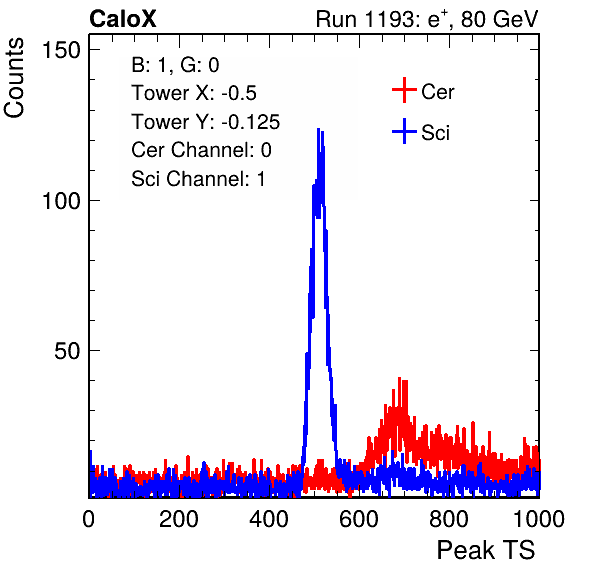 CaloX Run 1193: e+, 80 GeV
Counts
150
100
50
B: 1, G: 0
Tower X: -0.5
Tower Y: -0.125
Cer Channel: 0
Sci Channel: 1
Cer
Sci
0 200 400 600 800 1000
Peak TS